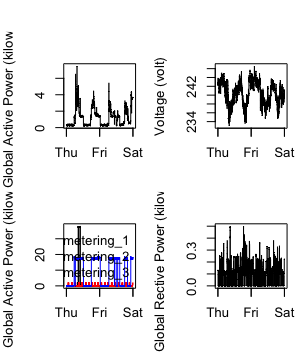 Global Active Power (kilow
4
0
Thu Fri Sat
Voltage (volt)
242
234
Thu Fri Sat
Global Active Power (kilow
20
0
metering_1
metering_2
metering_3
Thu Fri Sat
Global Rective Power (kilow
0.3
0.0
Thu Fri Sat